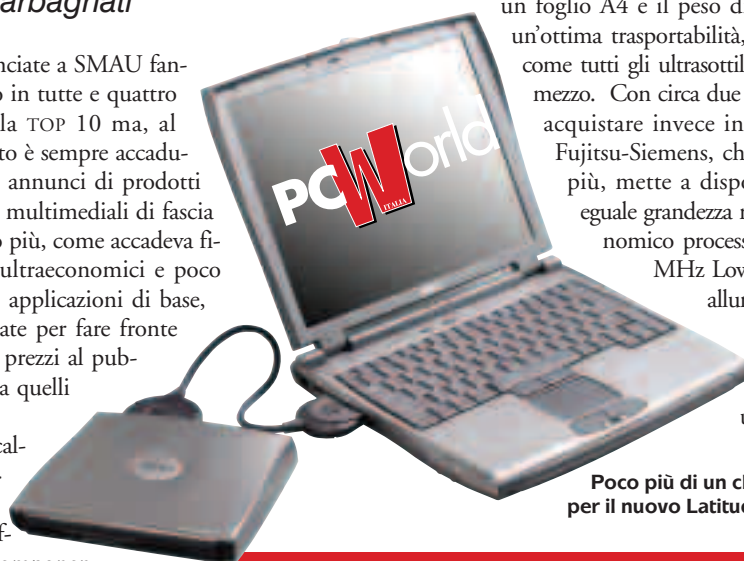 arbagnati
nciate a SMAU fan-
o in tutte e quattro
la TOP 10 ma, al
to è sempre accadu-
annunci di prodotti
multimediali di fascia
o più, come accadeva fi-
ultraeconomici e poco
applicazioni di base,
ate per fare fronte
prezzi al pub-
a quelli
cal-
f-
PCWorld
ITALIA
un foglio A4 e il peso di
un'ottima trasportabilità,
come tutti gli ultrasottil
mezzo. Con circa due
acquistare invece in
Fujitsu-Siemens, ch
più, mette a dispo
eguale grandezza n
nomico process
MHz Low
allur
u
Poco più di un cl
per il nuovo Latitud